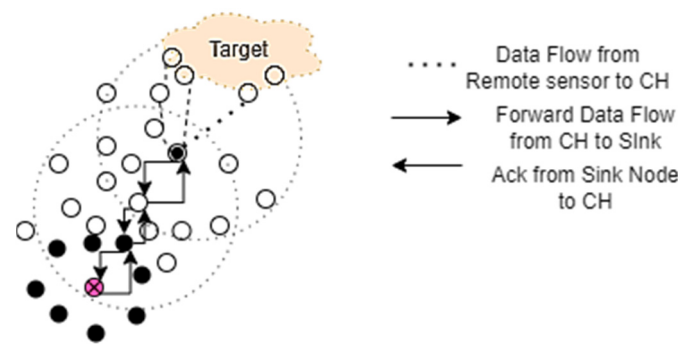 Target
Data Flow from
Remote sensor to CH
Forward Data Flow
from CH to SInk
Ack from Sink Node
to CH